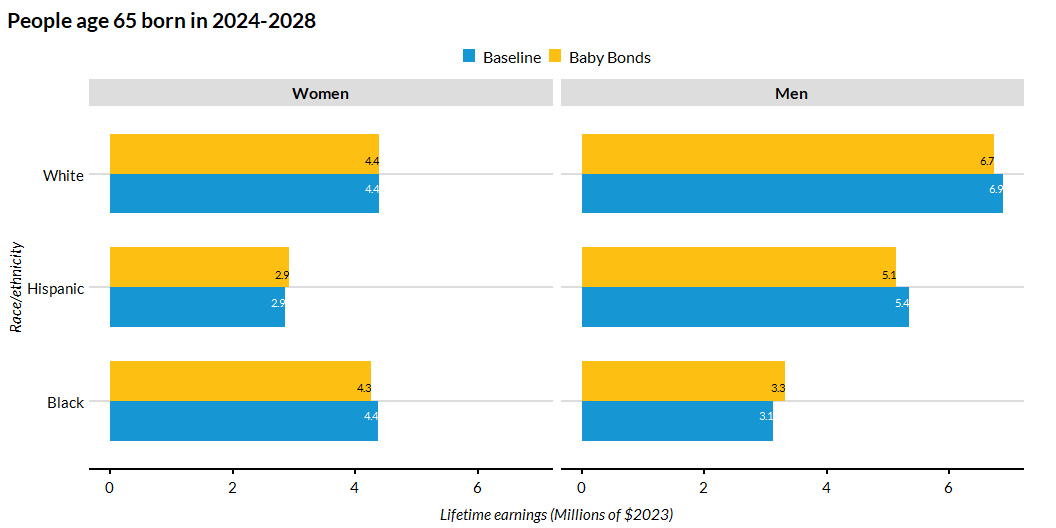 People age 65 born in 2024-2028
Baseline Baby Bonds
Women Men
Race/ethnicity
White
4.4 6.7
4.4 6.9
Hispanic
2.9 5.1
2.9 5.4
Black
4.3 3.3
4.4 3.1
0 2 4 6 0 2 4 6
Lifetime earnings (Millions of $2023)